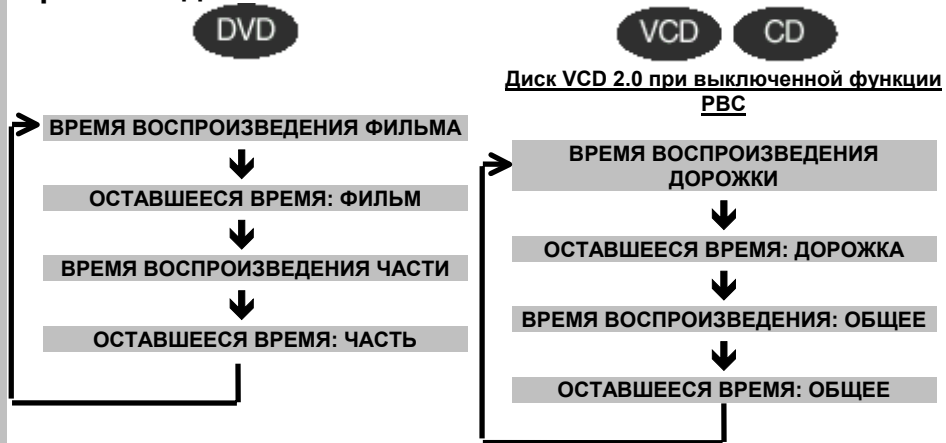 DVD
ВРЕМЯ ВОСПРОИЗВЕДЕНИЯ ФИЛЬМА
ОСТАВШЕЕСЯ ВРЕМЯ: ФИЛЬМ
ВРЕМЯ ВОСПРОИЗВЕДЕНИЯ ЧАСТИ
ОСТАВШЕЕСЯ ВРЕМЯ: ЧАСТЬ
VCD CD
Диск VCD 2.0 при выключенной функции
PBC
ВРЕМЯ ВОСПРОИЗВЕДЕНИЯ
ДОРОЖКИ
ОСТАВШЕЕСЯ ВРЕМЯ: ДОРОЖКА
ВРЕМЯ ВОСПРОИЗВЕДЕНИЯ: ОБЩЕЕ
ОСТАВШЕЕСЯ ВРЕМЯ: ОБЩЕЕ